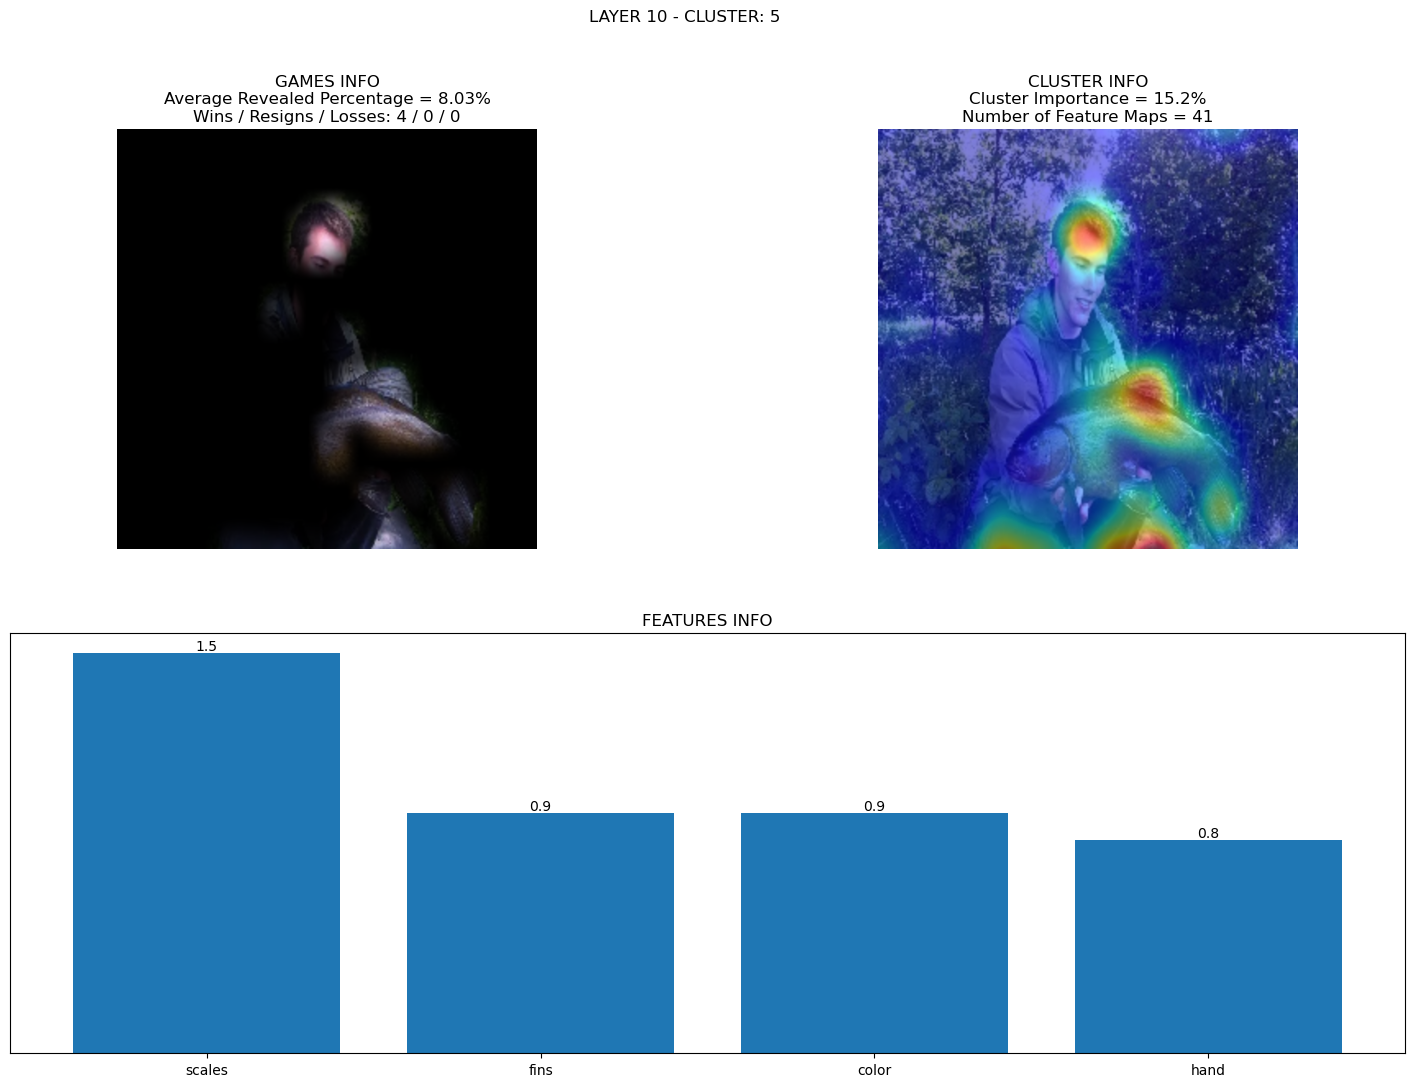 LAYER 10 - CLUSTER: 5
GAMES INFO
Average Revealed Percentage = 8.03%
Wins / Resigns / Losses: 4 / 0 / 0
CLUSTER INFO
Cluster Importance = 15.2%
Number of Feature Maps = 41
FEATURES INFO
1.5
0.9
0.9
0.8
scales
fins
color
hand